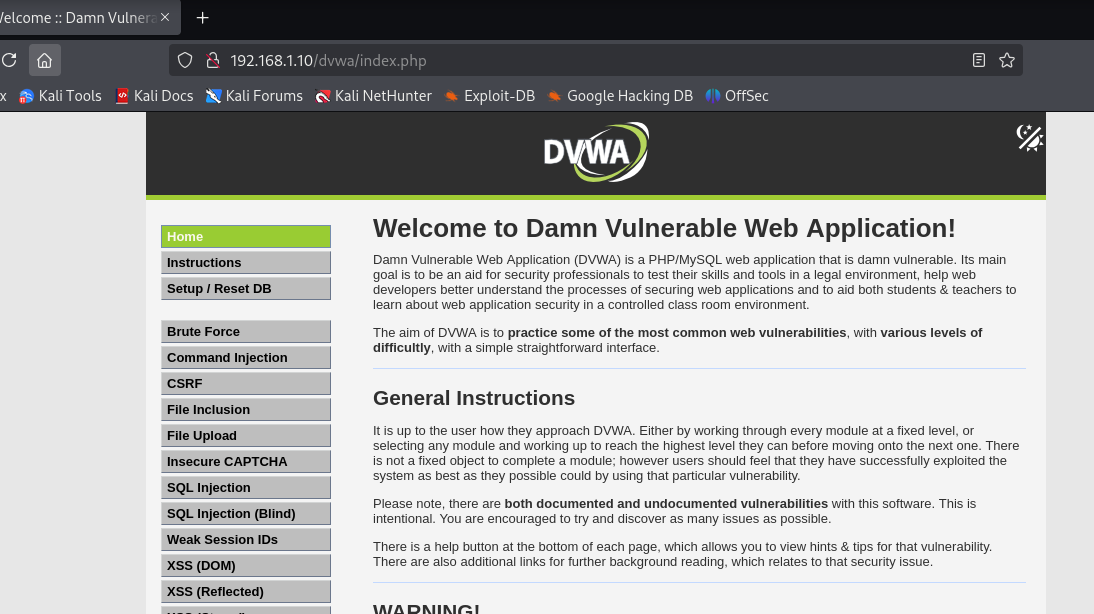 elcome :: Damn Vulnera
192.168.1.10/dvwa/index.php
x Kali Tools Kali Docs Kali Forums Kali NetHunter Exploit-DB Google Hacking DB OffSec
DVWA
Home
Instructions
Setup / Reset DB
Brute Force
Command Injection
CSRF
File Inclusion
File Upload
Insecure CAPTCHA
SQL Injection
SQL Injection (Blind)
Weak Session IDs
XSS (DOM)
XSS (Reflected)
Welcome to Damn Vulnerable Web Application!
Damn Vulnerable Web Application (DVWA) is a PHP/MySQL web application that is damn vulnerable. Its main
goal is to be an aid for security professionals to test their skills and tools in a legal environment, help web
developers better understand the processes of securing web applications and to aid both students & teachers to
learn about web application security in a controlled class room environment.
The aim of DVWA is to practice some of the most common web vulnerabilities, with various levels of
difficultly, with a simple straightforward interface.
General Instructions
It is up to the user how they approach DVWA. Either by working through every module at a fixed level, or
selecting any module and working up to reach the highest level they can before moving onto the next one. There
is not a fixed object to complete a module; however users should feel that they have successfully exploited the
system as best as they possible could by using that particular vulnerability.
Please note, there are both documented and undocumented vulnerabilities with this software. This is
intentional. You are encouraged to try and discover as many issues as possible.
There is a help button at the bottom of each page, which allows you to view hints & tips for that vulnerability.
There are also additional links for further background reading, which relates to that security issue.
WARNING!